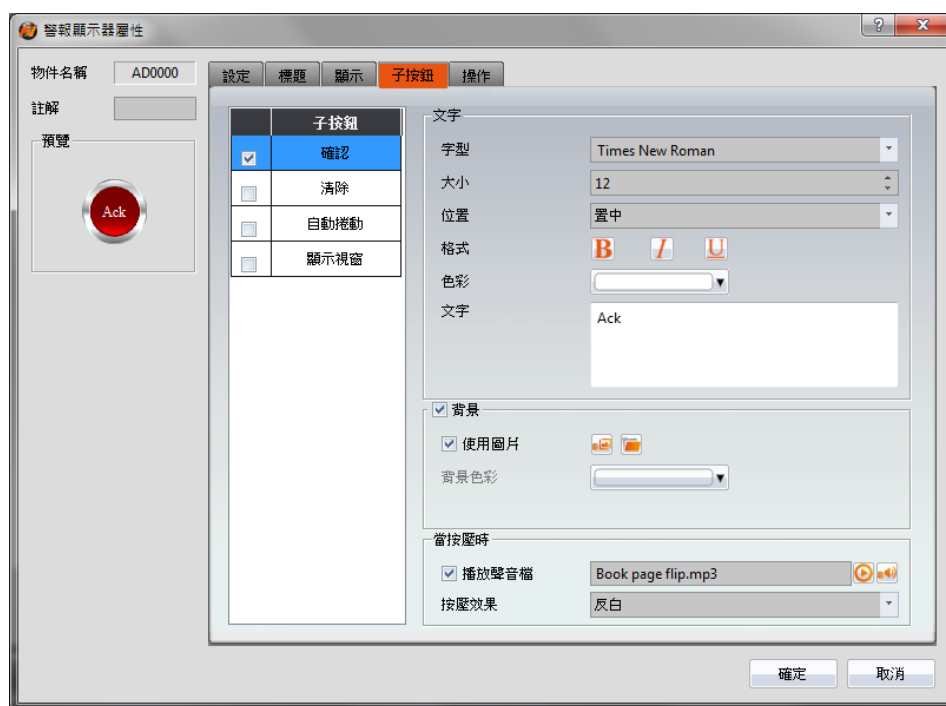 警報顯示器屬性
物件名稱 AD0000
註解
預覽
Ack
設定 標題 顯示 子按鈕 操作
子按鈕
確認
清除
自動捲動
顯示視窗
文字
字型 Times New Roman
大小 12
位置 置中
格式 B I U
色彩
文字 Ack
背景
使用圖片
背景色彩
當按壓時
播放聲音檔 Book page flip.mp3
按壓效果 反白
確定 取消